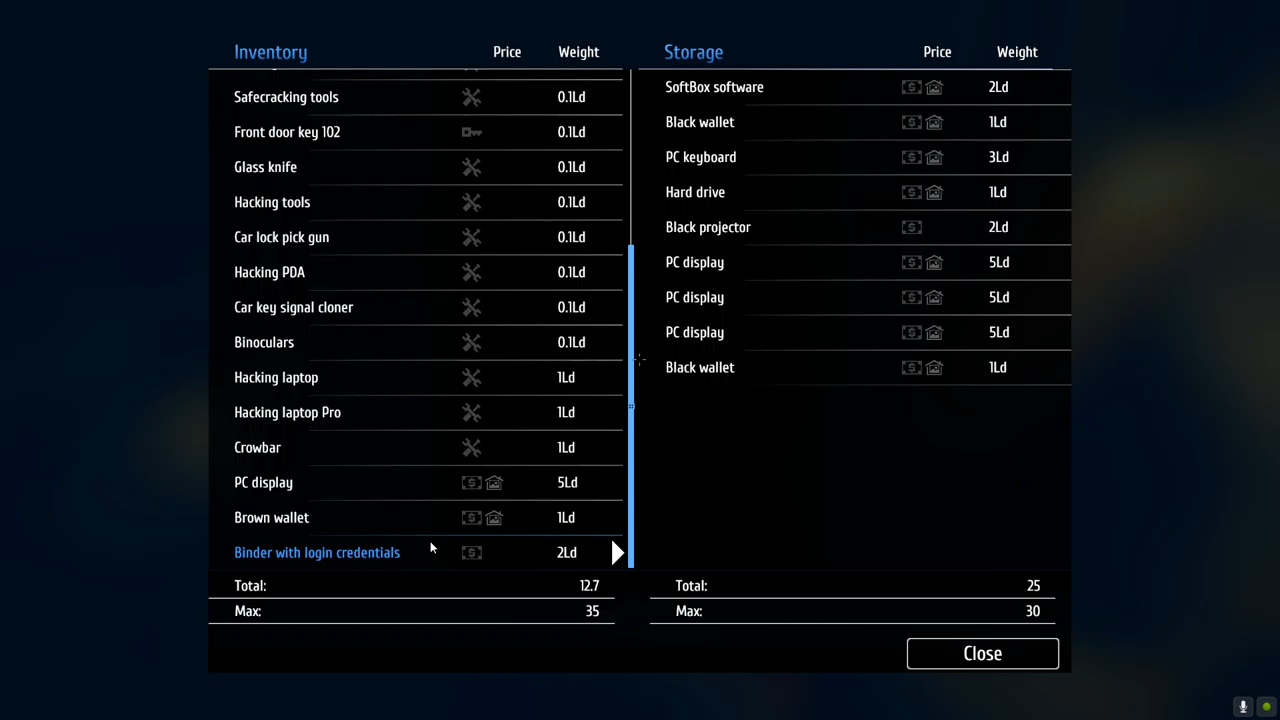 Inventory Price Weight
Safecracking tools 0.1Ld
Front door key 102 0.1Ld
Glass knife 0.1Ld
Hacking tools 0.1Ld
Car lock pick gun 0.1Ld
Hacking PDA 0.1Ld
Car key signal cloner 0.1Ld
Binoculars 0.1Ld
Hacking laptop 1Ld
Hacking laptop Pro 1Ld
Crowbar 1Ld
PC display 5Ld
Brown wallet 1Ld
Binder with login credentials 2Ld
Total: 12.7
Max: 35
Storage Price Weight
SoftBox software 2Ld
Black wallet 1Ld
PC keyboard 3Ld
Hard drive 1Ld
Black projector 2Ld
PC display 5Ld
PC display 5Ld
PC display 5Ld
Black wallet 1Ld
Total: 25
Max: 30
Close